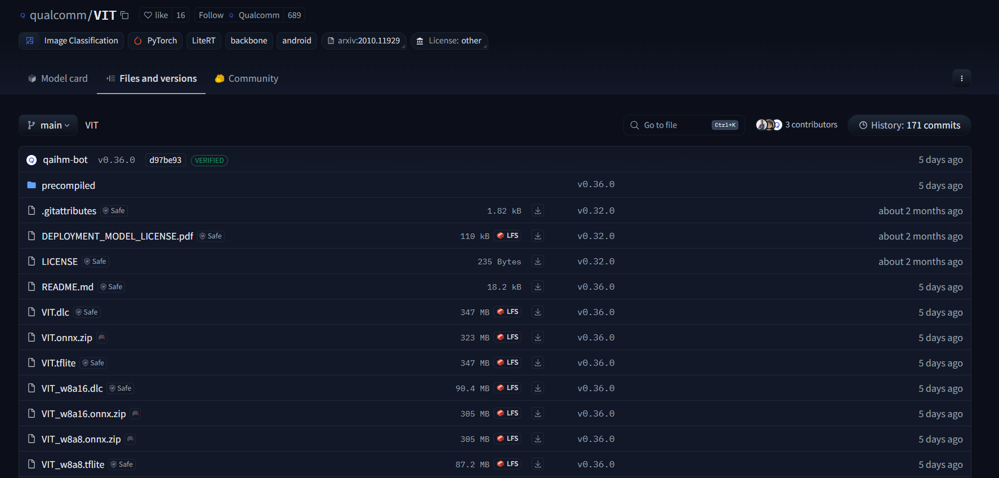 qualcomm/VIT like 16 Follow Qualcomm 689
Image Classification PyTorch LiteRT backbone android arxiv:2010.11929 License: other
Model card Files and versions Community
main VIT Go to file Ctrl+K 3 contributors History: 171 commits
qaihm-bot v0.36.0 d97be93 VERIFIED 5 days ago
precompiled v0.36.0 5 days ago
.gitattributes Safe 1.82 kB v0.32.0 about 2 months ago
DEPLOYMENT_MODEL_LICENSE.pdf Safe 110 kB LFS v0.32.0 about 2 months ago
LICENSE Safe 235 Bytes v0.32.0 about 2 months ago
README.md Safe 18.2 kB v0.36.0 5 days ago
VIT.dlc Safe 347 MB LFS v0.36.0 5 days ago
VIT.onnx.zip 323 MB LFS v0.36.0 5 days ago
VIT.tflite Safe 347 MB LFS v0.36.0 5 days ago
VIT_w8a16.dlc Safe 90.4 MB LFS v0.36.0 5 days ago
VIT_w8a16.onnx.zip 305 MB LFS v0.36.0 5 days ago
VIT_w8a8.onnx.zip 305 MB LFS v0.36.0 5 days ago
VIT_w8a8.tflite Safe 87.2 MB LFS v0.36.0 5 days ago